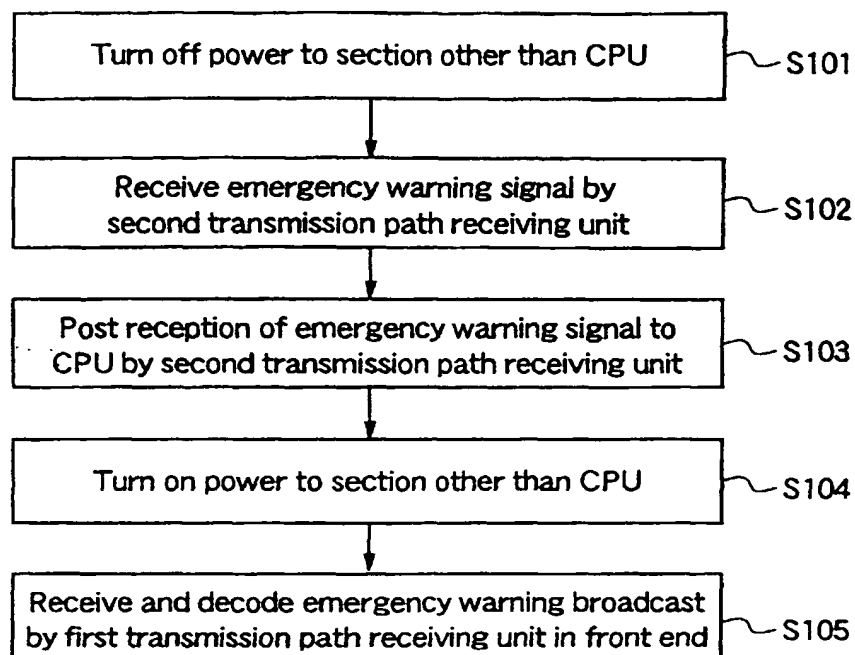 Turn off power to section other than CPU
S101
Receive emergency warning signal by
second transmission path receiving unit
S102
Post reception of emergency warning signal to
CPU by second transmission path receiving unit
S103
Turn on power to section other than CPU
S104
Receive and decode emergency warning broadcast
by first transmission path receiving unit in front end
S105